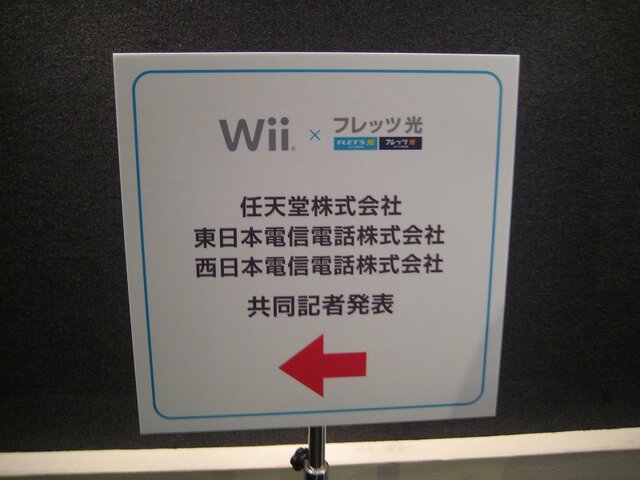 Wii × フレッツ 光
FLET'S 光 フレッツ 光
任天堂株式会社
東日本電信電話株式会社
西日本電信電話株式会社
共同記者発表